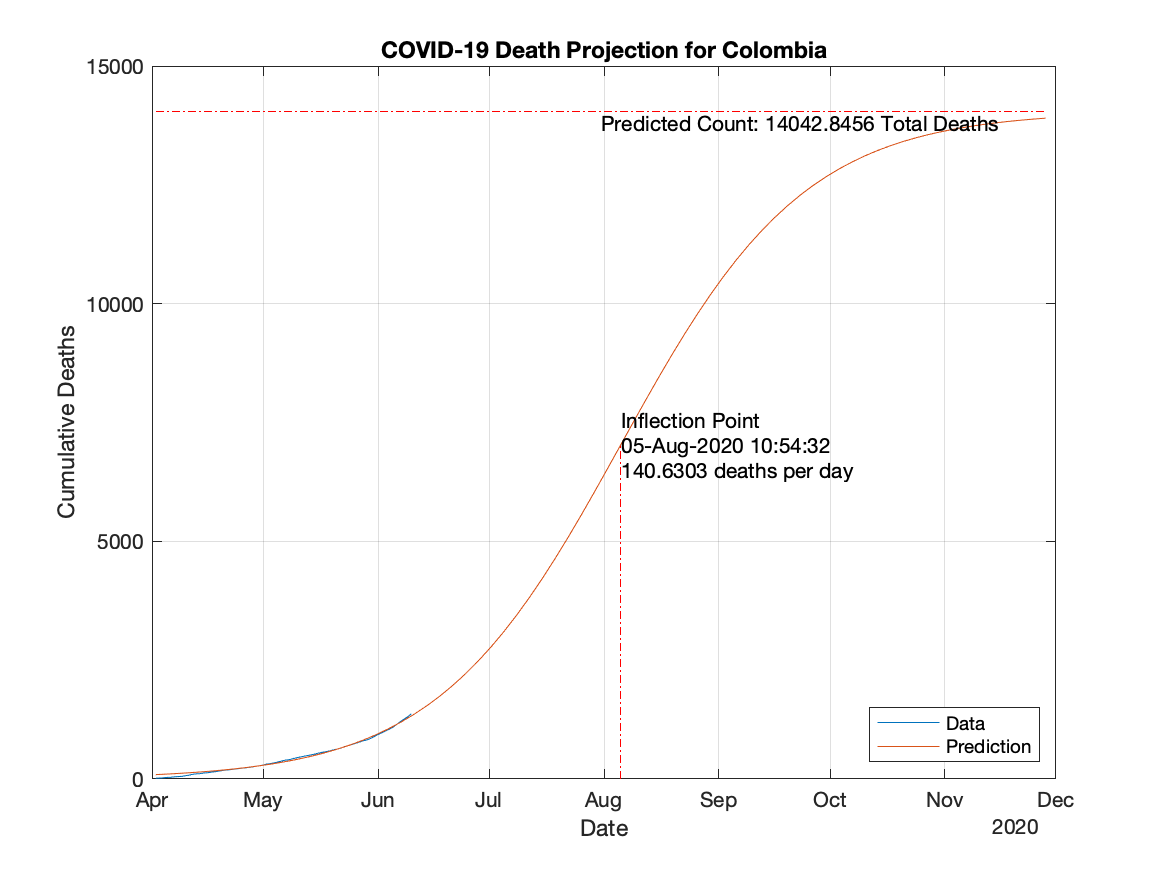 COVID-19 Death Projection for Colombia
15000
Predicted Count: 14042.8456 Total Deaths
10000
Cumulative Deaths
Inflection Point
05-Aug-2020 10:54:32
140.6303 deaths per day
5000
Data
Prediction
0
Apr May Jun Jul Aug Sep Oct Nov Dec
Date
2020